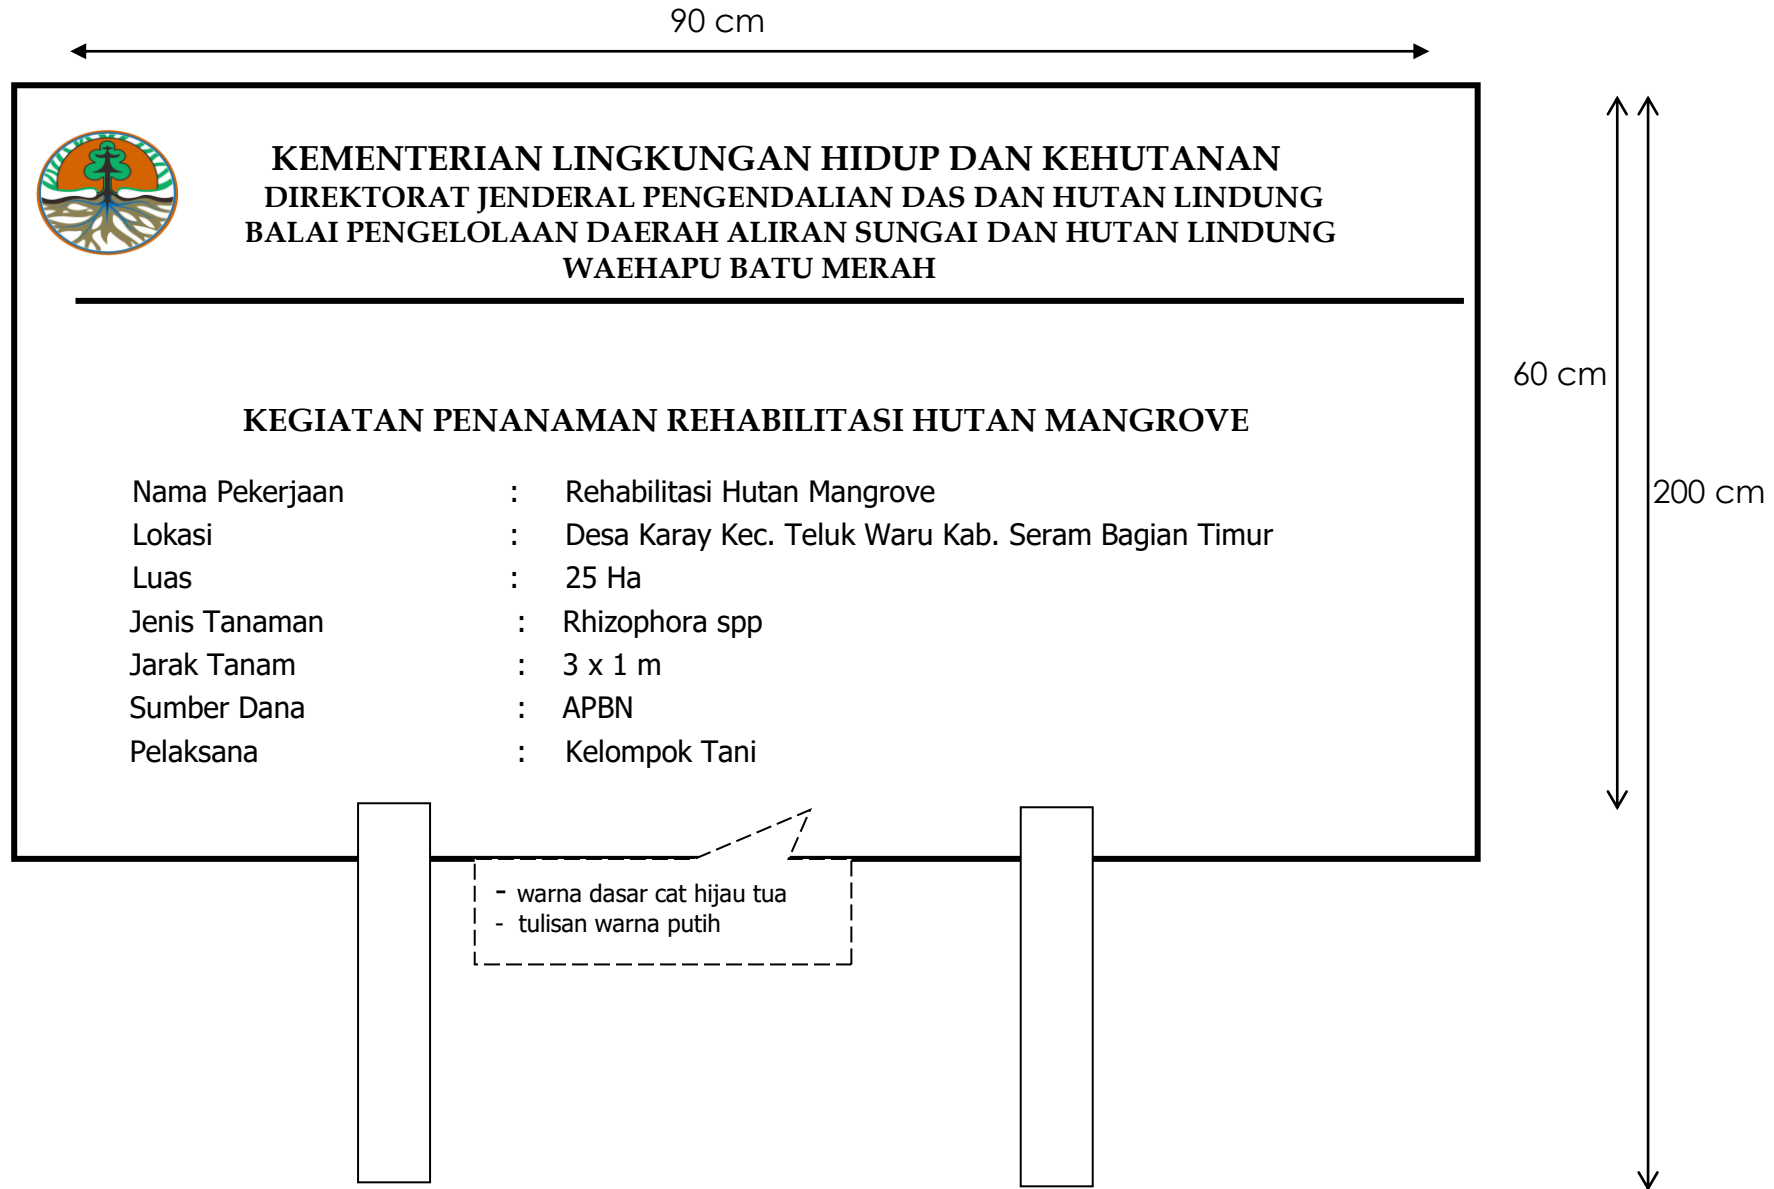 90 cm
KEMENTERIAN LINGKUNGAN HIDUP DAN KEHUTANAN
DIREKTORAT JENDERAL PENGENDALIAN DAS DAN HUTAN LINDUNG
BALAI PENGELOLAAN DAERAH ALIRAN SUNGAI DAN HUTAN LINDUNG
WAEHAPU BATU MERAH
60 cm
KEGIATAN PENANAMAN REHABILITASI HUTAN MANGROVE
Nama Pekerjaan : Rehabilitasi Hutan Mangrove
200 cm
Lokasi : Desa Karay Kec. Teluk Waru Kab. Seram Bagian Timur
Luas : 25 Ha
Jenis Tanaman : Rhizophora spp
Jarak Tanam : 3 x 1 m
Sumber Dana : APBN
Pelaksana : Kelompok Tani
- warna dasar cat hijau tua
- tulisan warna putih